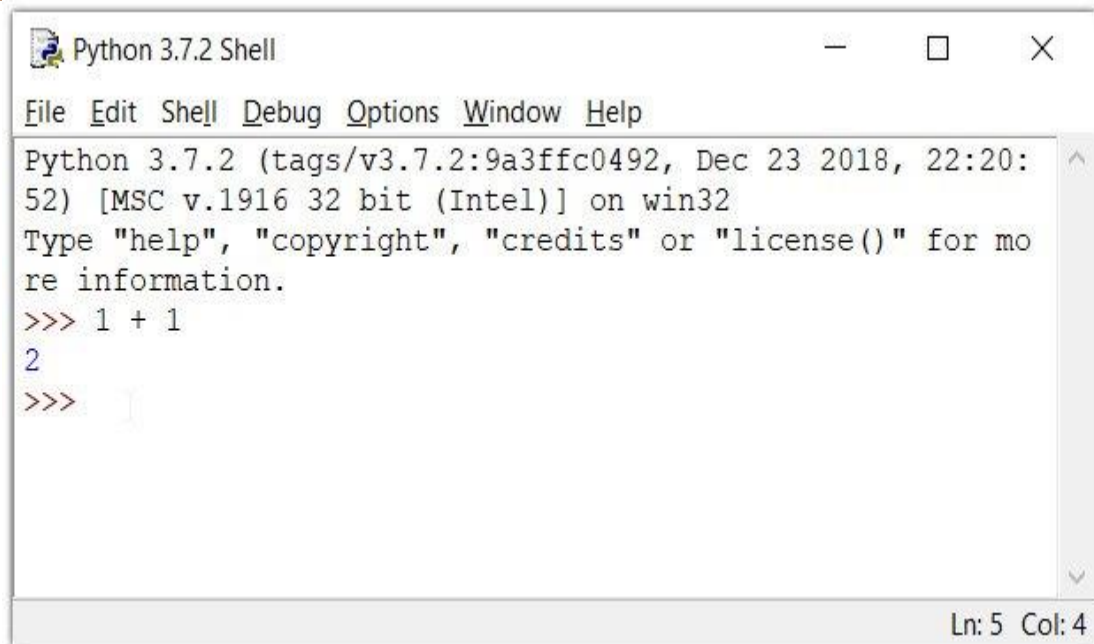 Python 3.7.2 Shell
File Edit Shell Debug Options Window Help
Python 3.7.2 (tags/v3.7.2:9a3ffc0492, Dec 23 2018, 22:20:
52) [MSC v.1916 32 bit (Intel)] on win32
Type "help", "copyright", "credits" or "license()" for mo
re information.
>>> 1 + 1
2
>>>
Ln: 5 Col: 4